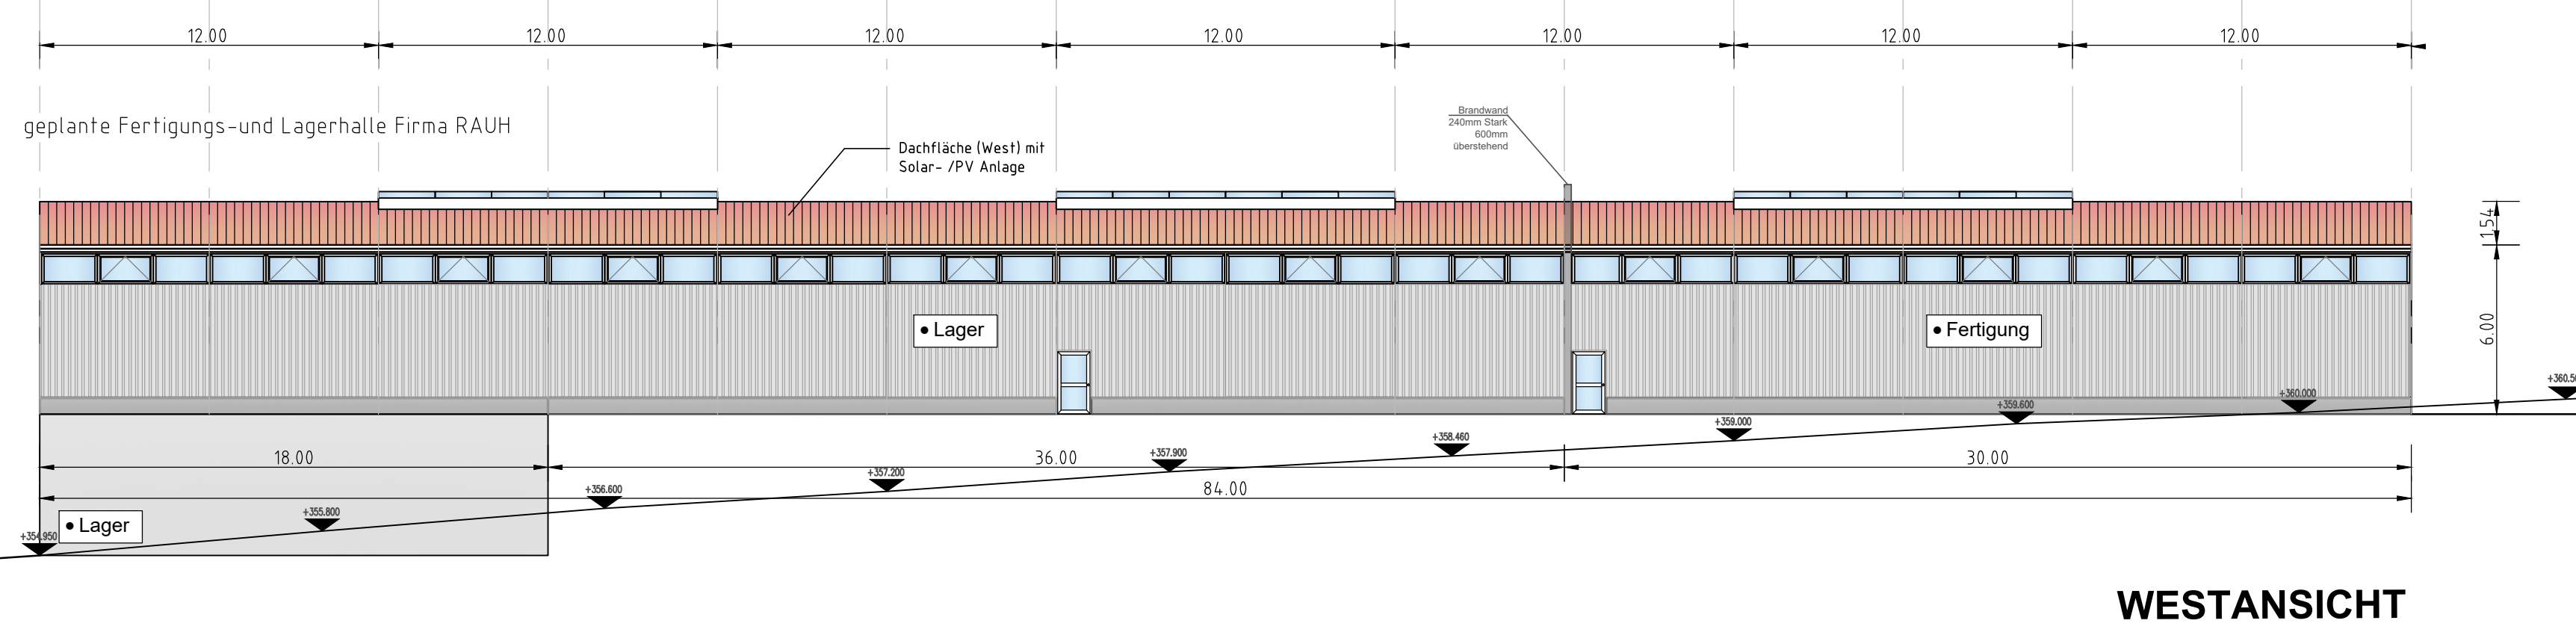 12.00 12.00 12.00 12.00 12.00 12.00 12.00
geplante Fertigungs-und Lagerhalle Firma RAUH
Dachfläche (West) mit
Solar- /PV Anlage
Brandwand
240mm Stark
600mm
überstehend
1.54
6.00
• Lager
• Fertigung
+360.000
+359.600
+359.000
+358.460
+357.900
+357.200
+356.600
+355.800
18.00 36.00 30.00
84.00
• Lager
WESTANSICHT